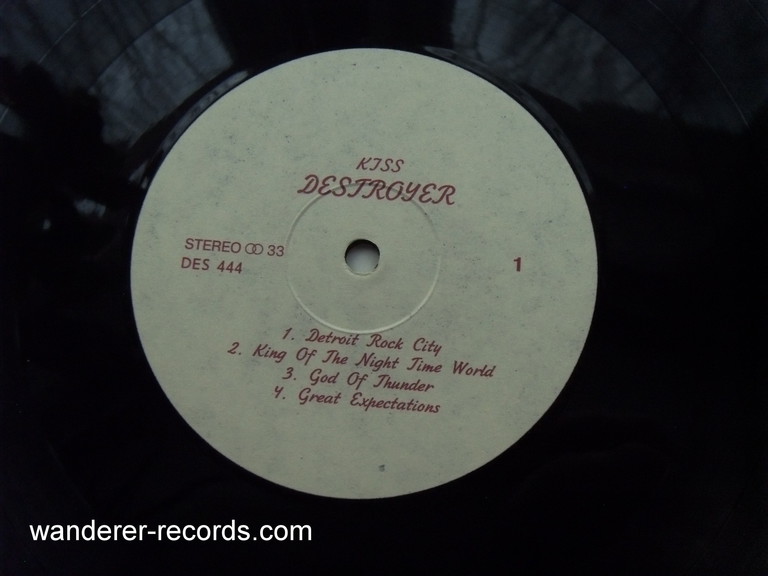 KISS
DESTROYER
STEREO 33
DES 444
1
1. Detroit Rock City
2. King Of The Night Time World
3. God Of Thunder
4. Great Expectations
wanderer-records.com